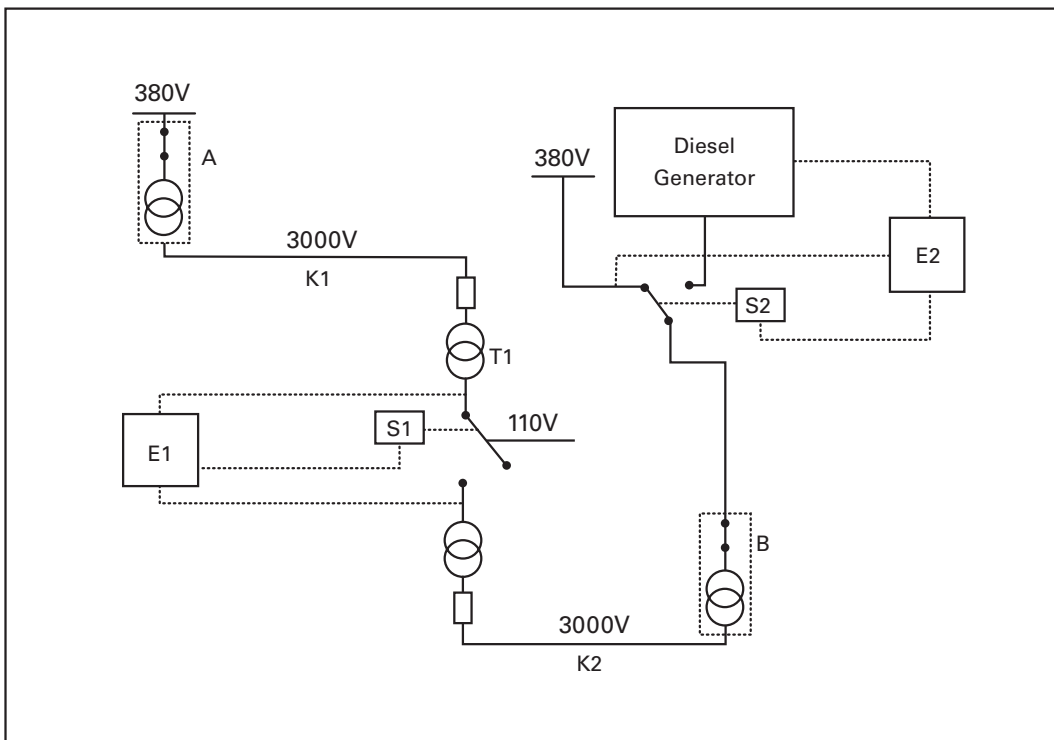 380V
A
3000V
K1
T1
E1
S1
110V
380V
Diesel
Generator
E2
S2
B
3000V
K2